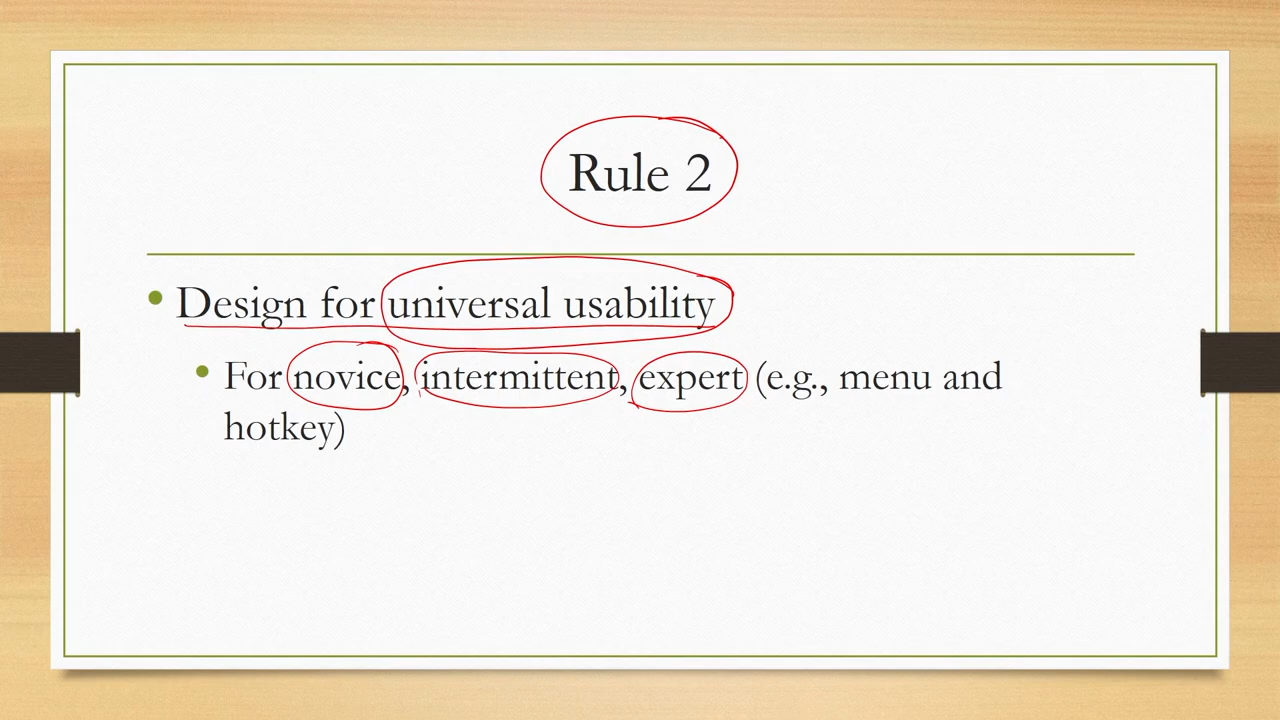 Rule 2
Design for universal usability
For novice, intermittent, expert (e.g., menu and
hotkey)